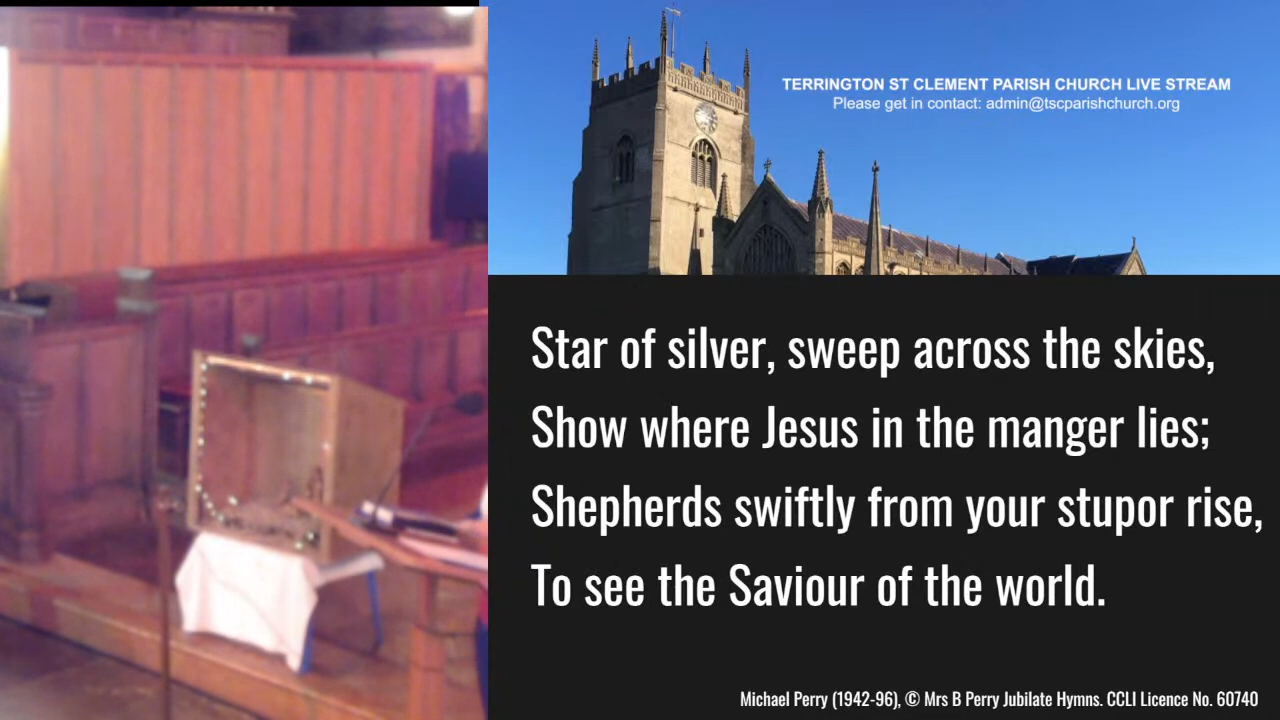 TERRINGTON ST CLEMENT PARISH CHURCH LIVE STREAM
Please get in contact: admin@tscparishchurch.org
Star of silver, sweep across the skies,
Show where Jesus in the manger lies;
Shepherds swiftly from your stupor rise,
To see the Saviour of the world.
Michael Perry (1942-96), © Mrs B Perry Jubilate Hymns. CCLI Licence No. 60740